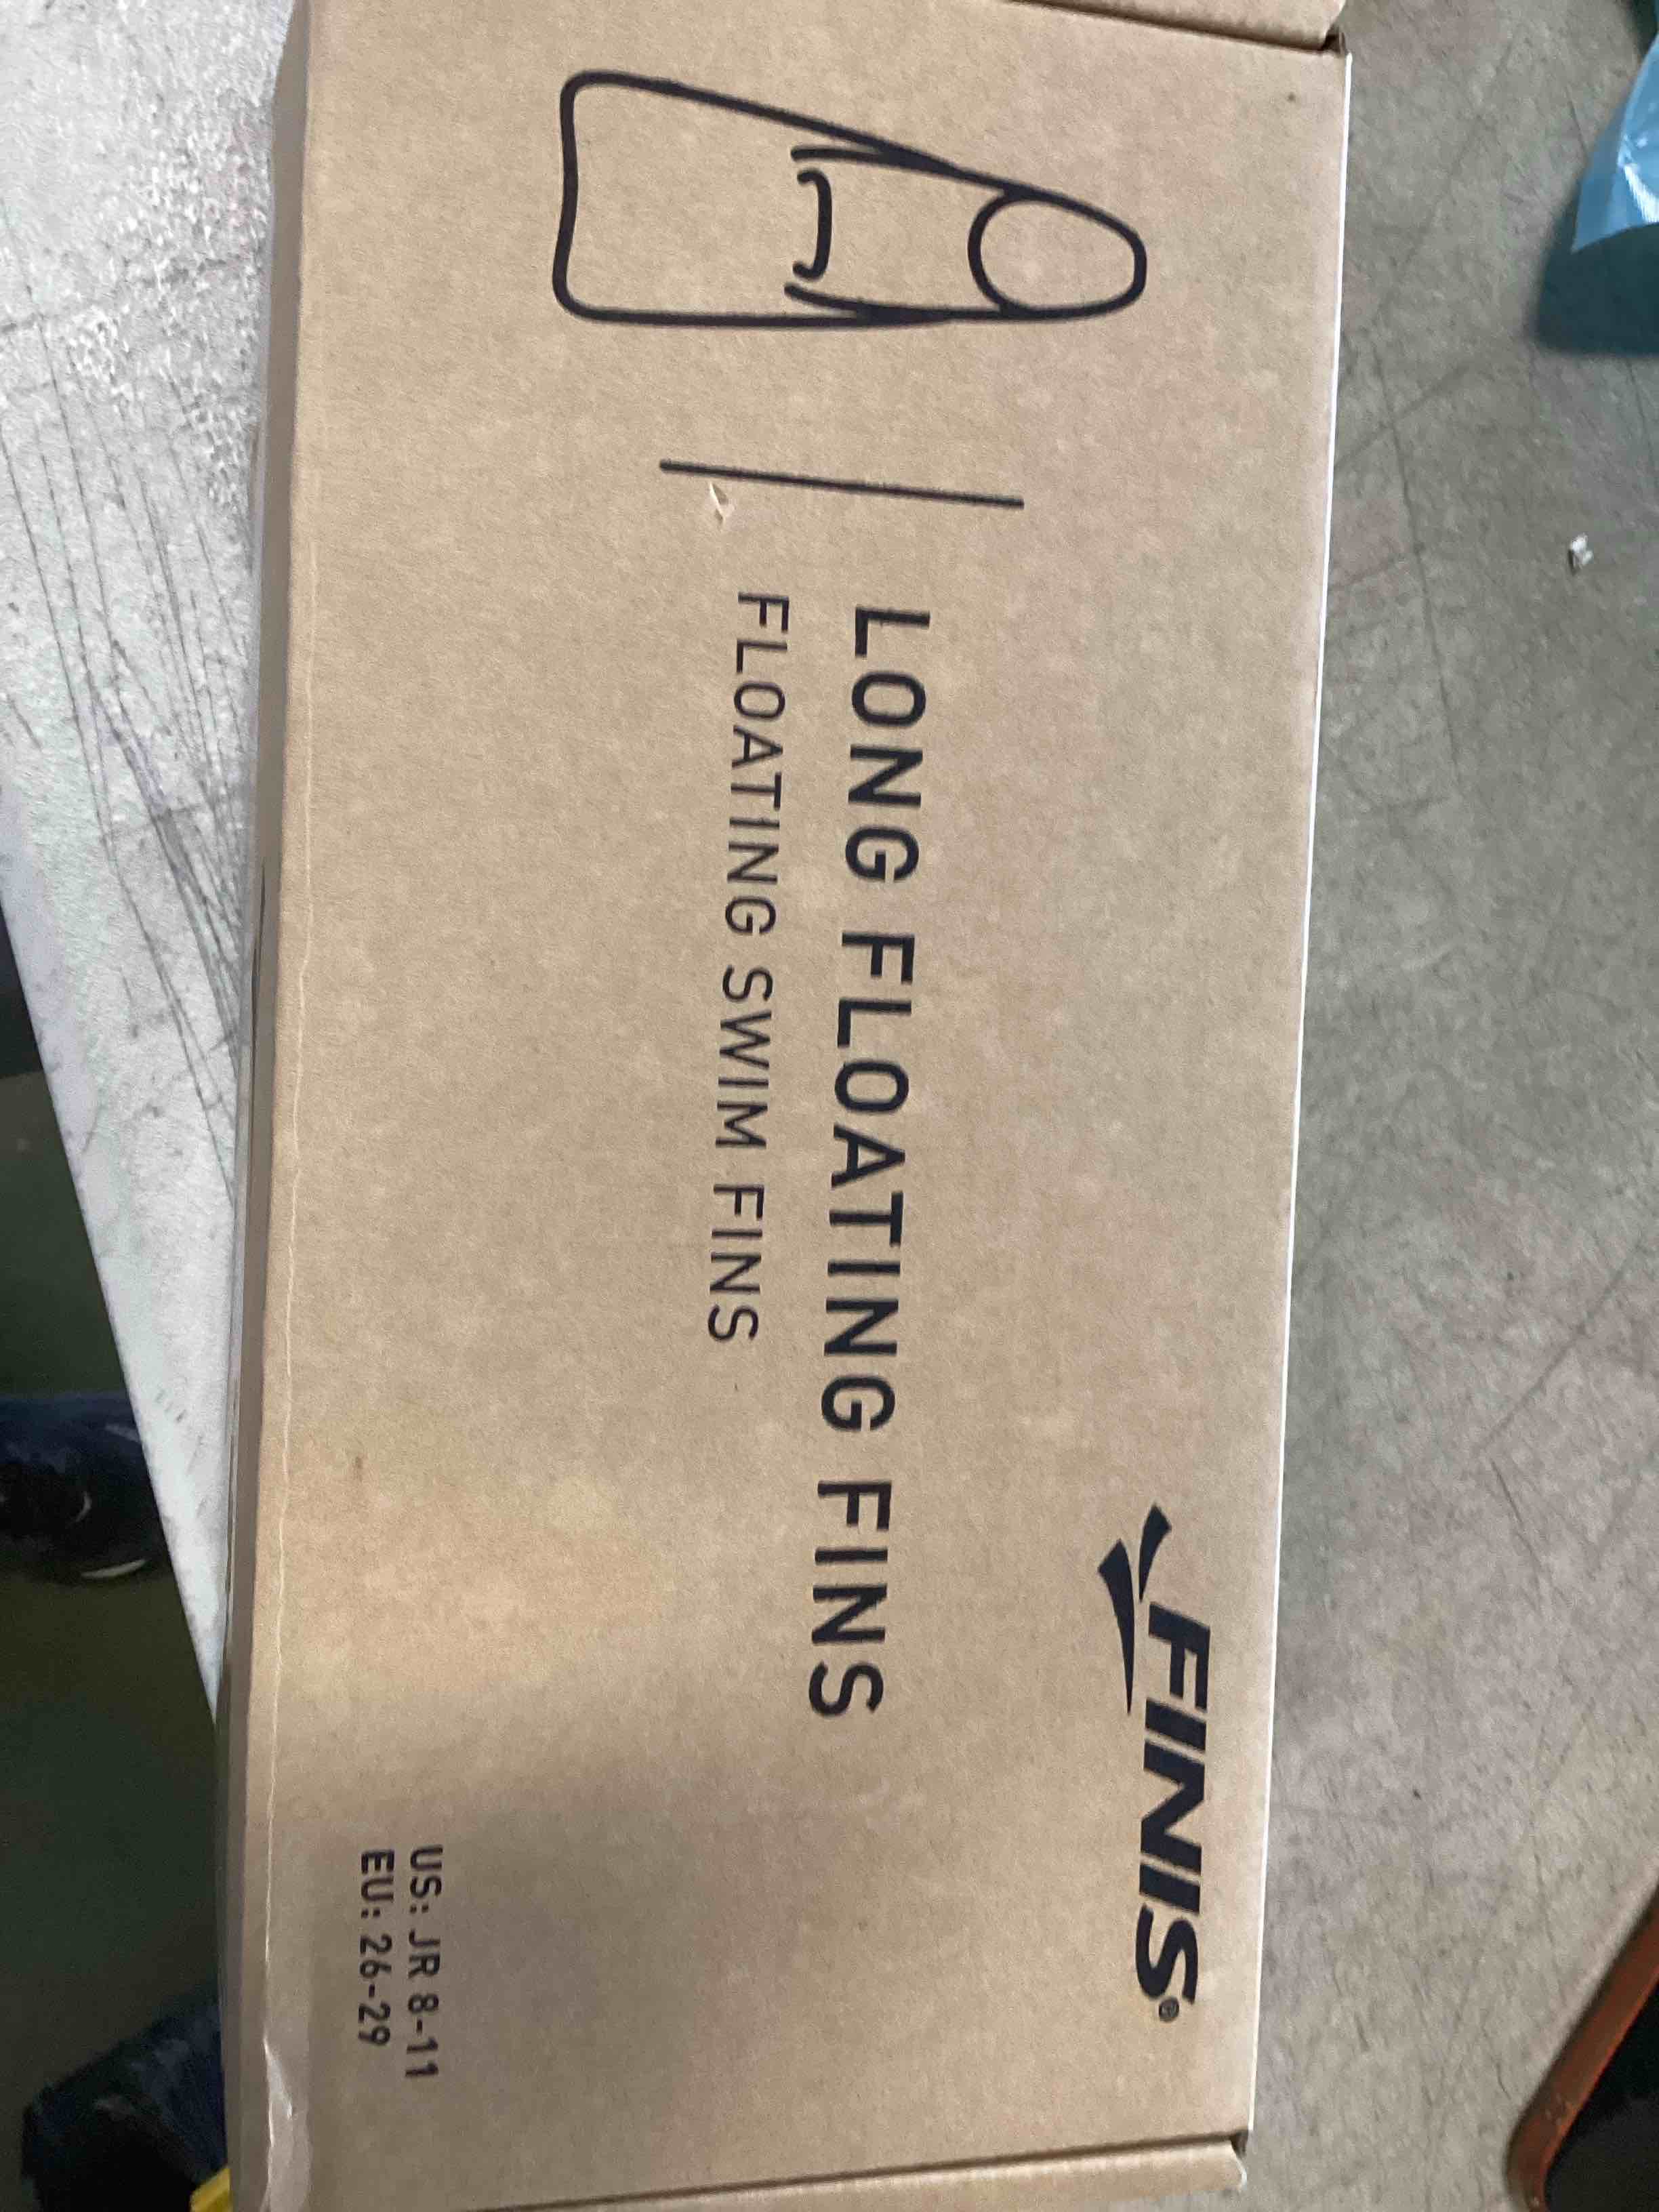 FINIS®
LONG FLOATING FINS
FLOATING SWIM FINS
US: JR 8-11
EU: 26-29